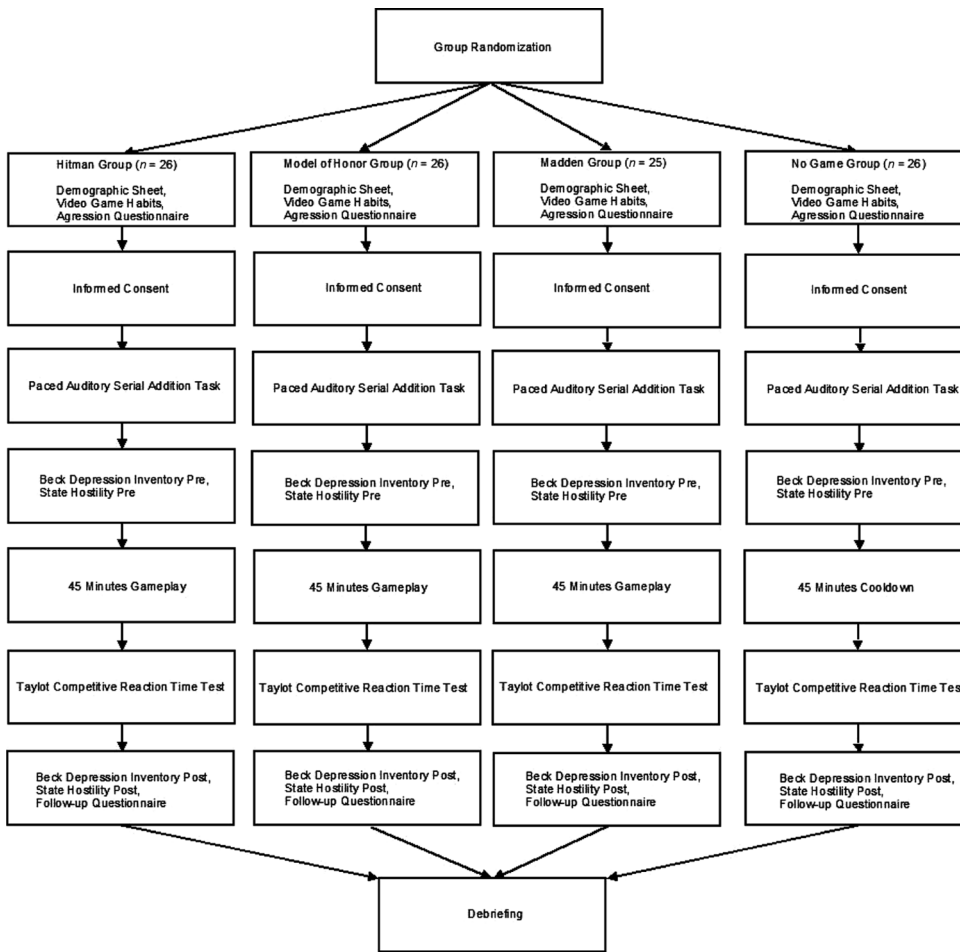 Group Randomization
Hitman Group (n = 26)
Demographic Sheet,
Video Game Habits,
Agression Questionnaire
Model of Honor Group (n = 26)
Demographic Sheet,
Video Game Habits,
Agression Questionnaire
Madden Group (n = 25)
Demographic Sheet,
Video Game Habits,
Agression Questionnaire
No Game Group (n = 26)
Demographic Sheet,
Video Game Habits,
Agression Questionnaire
Informed Consent
Informed Consent
Informed Consent
Informed Consent
Paced Auditory Serial Addition Task
Paced Auditory Serial Addition Task
Paced Auditory Serial Addition Task
Paced Auditory Serial Addition Task
Beck Depression Inventory Pre,
State Hostility Pre
Beck Depression Inventory Pre,
State Hostility Pre
Beck Depression Inventory Pre,
State Hostility Pre
Beck Depression Inventory Pre,
State Hostility Pre
45 Minutes Gameplay
45 Minutes Gameplay
45 Minutes Gameplay
45 Minutes Cooldown
Taylot Competitive Reaction Time Test
Taylot Competitive Reaction Time Test
Taylot Competitive Reaction Time Test
Taylot Competitive Reaction Time Test
Beck Depression Inventory Post,
State Hostility Post,
Follow-up Questionnaire
Beck Depression Inventory Post,
State Hostility Post,
Follow-up Questionnaire
Beck Depression Inventory Post,
State Hostility Post,
Follow-up Questionnaire
Beck Depression Inventory Post,
State Hostility Post,
Follow-up Questionnaire
Debriefing